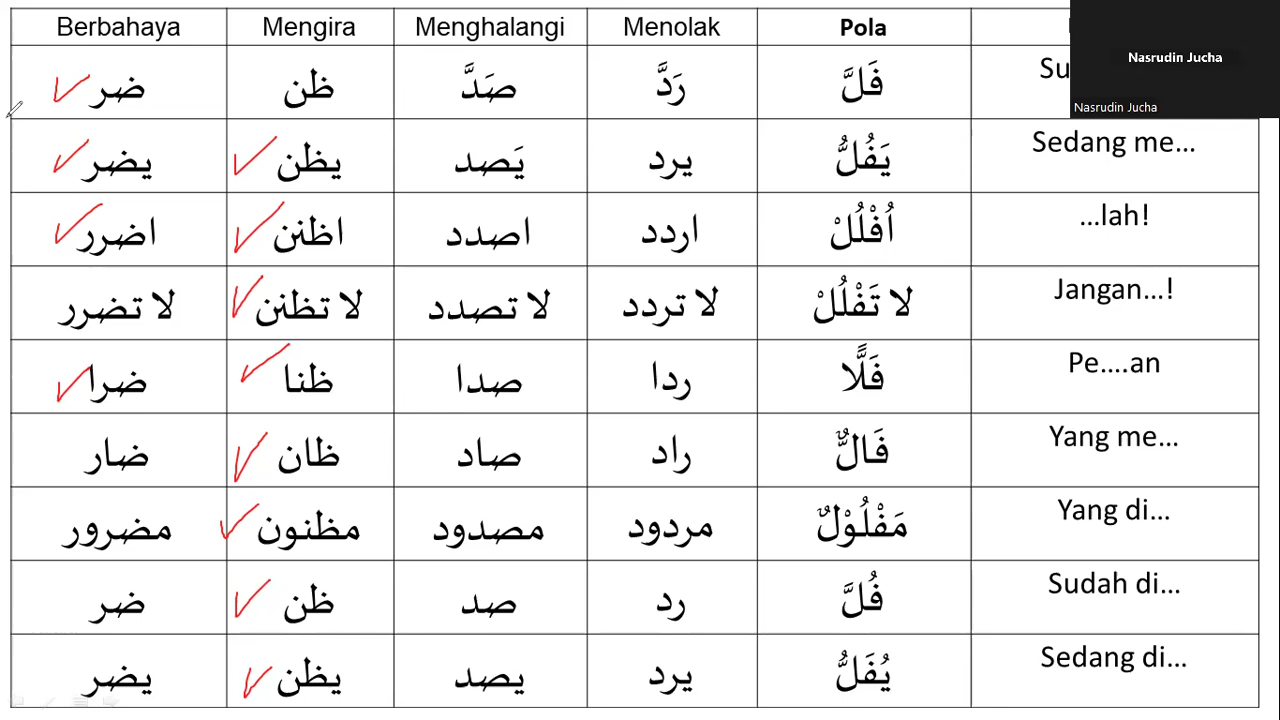 Berbahaya Mengira Menghalangi Menolak Pola
Nasrudin Jucha
Nasrudin Jucha
ضر ظن صَدَّ رَدَّ فَلَّ Su
يضر يظن يَصد يرد يَفُلُّ Sedang me...
اضرر اظنن اصدد اردد اُفْلُلْ ...lah!
لا تضرر لا تظنن لا تصدد لا تردد لا تَفْلُلْ Jangan...!
ضرا ظنا صدا ردا فَلًّا Pe....an
ضار ظان صاد راد فَالٌّ Yang me...
مضرور مظنون مصدود مردود مَفْلُوْلٌ Yang di...
ضر ظن صد رد فُلَّ Sudah di...
يضر يظن يصد يرد يُفَلُّ Sedang di...